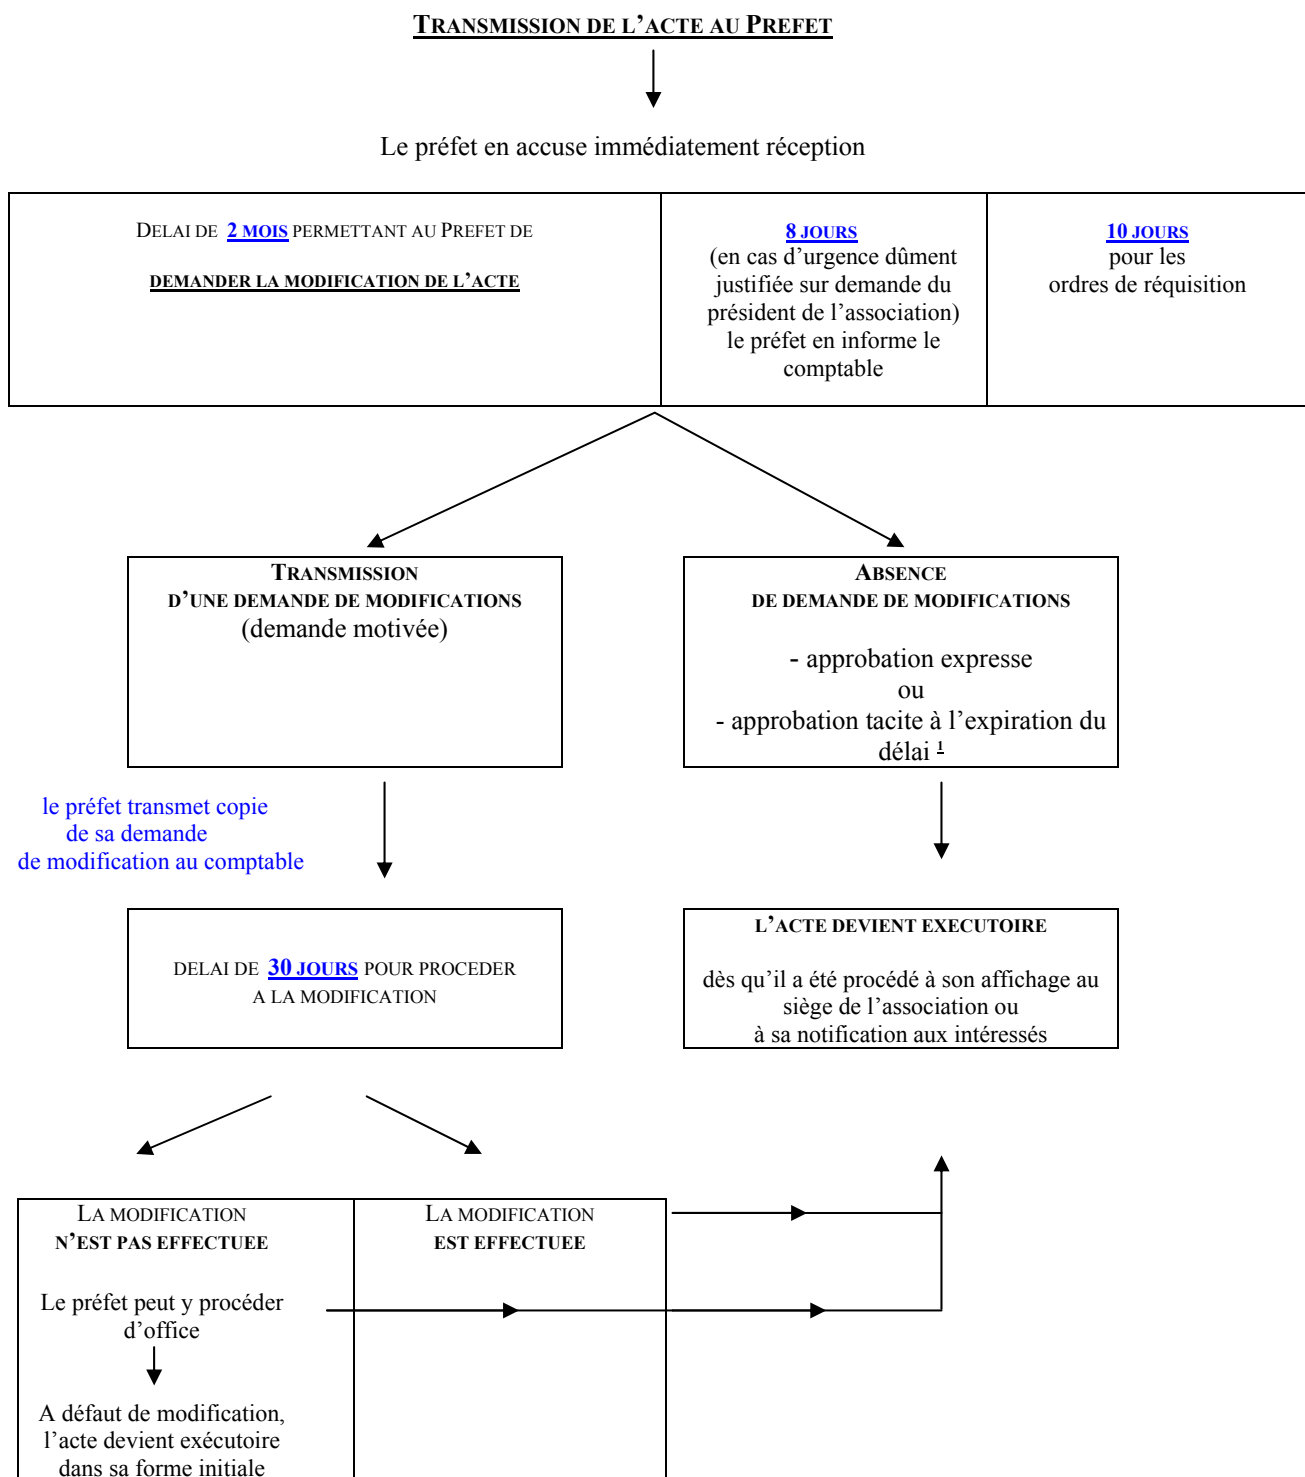 TRANSMISSION DE L’ACTE AU PREFET
Le préfet en accuse immédiatement réception
DELAI DE 2 MOIS PERMETTANT AU PREFET DE
DEMANDER LA MODIFICATION DE L’ACTE
8 JOURS
(en cas d’urgence dûment
justifiée sur demande du
président de l’association)
le préfet en informe le
comptable
10 JOURS
pour les
ordres de réquisition
TRANSMISSION
D’UNE DEMANDE DE MODIFICATIONS
(demande motivée)
ABSENCE
DE DEMANDE DE MODIFICATIONS
- approbation expresse
ou
- approbation tacite à l’expiration du
délai 1
le préfet transmet copie
de sa demande
de modification au comptable
DELAI DE 30 JOURS POUR PROCEDER
A LA MODIFICATION
L’ACTE DEVIENT EXECUTOIRE
dès qu’il a été procédé à son affichage au
siège de l’association ou
à sa notification aux intéressés
LA MODIFICATION
N’EST PAS EFFECTUEE
Le préfet peut y procéder
d’office
A défaut de modification,
l’acte devient exécutoire
dans sa forme initiale
LA MODIFICATION
EST EFFECTUEE